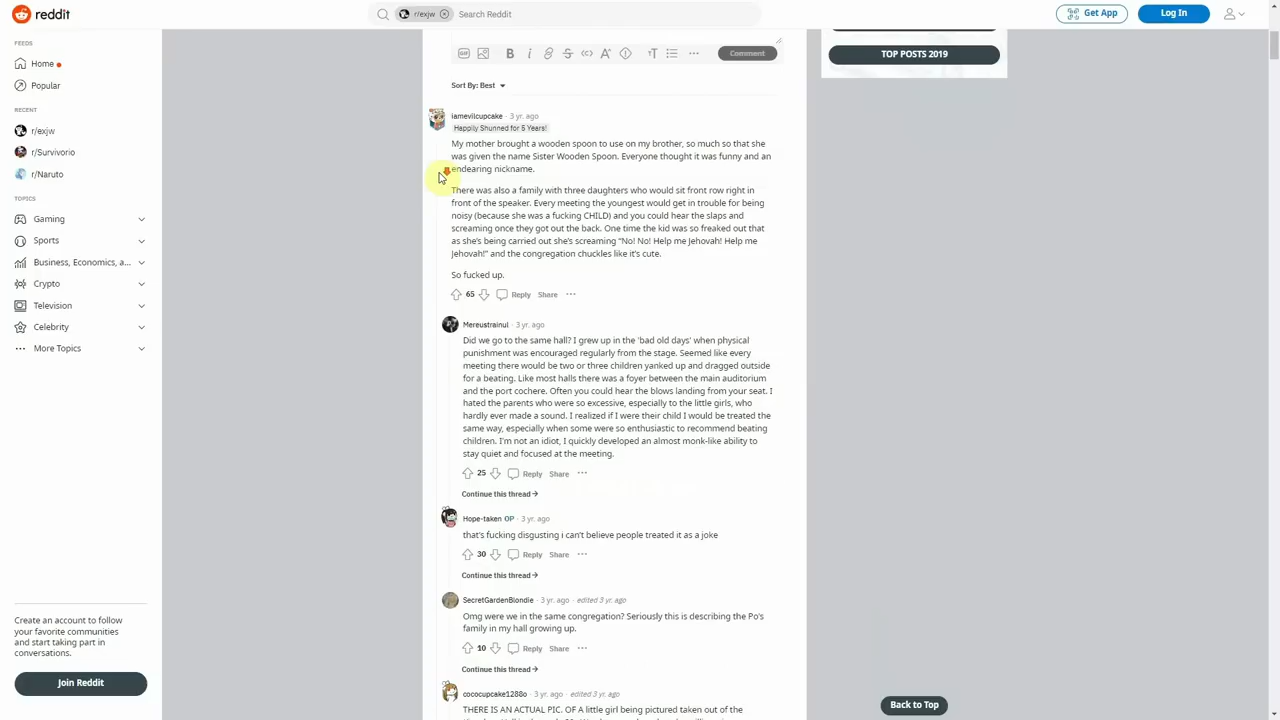 reddit
r/exjw
Search Reddit
Get App
Log In
FEEDS
Home
Popular
RECENT
r/exjw
r/Survivorio
r/Naruto
TOPICS
Gaming
Sports
Business, Economics, a...
Crypto
Television
Celebrity
More Topics
Create an account to follow
your favorite communities
and start taking part in
conversations.
Join Reddit
GIF
B i
Comment
Sort By: Best
iamevilcupcake · 3 yr. ago
Happily Shunned for 5 Years!
My mother brought a wooden spoon to use on my brother, so much so that she
was given the name Sister Wooden Spoon. Everyone thought it was funny and an
endearing nickname.
There was also a family with three daughters who would sit front row right in
front of the speaker. Every meeting the youngest would get in trouble for being
noisy (because she was a fucking CHILD) and you could hear the slaps and
screaming once they got out the back. One time the kid was so freaked out that
as she's being carried out she's screaming “No! No! Help me Jehovah! Help me
Jehovah!” and the congregation chuckles like it's cute.
So fucked up.
65 Reply Share ...
Mereustrainul · 3 yr. ago
Did we go to the same hall? I grew up in the 'bad old days' when physical
punishment was encouraged regularly from the stage. Seemed like every
meeting there would be two or three children yanked up and dragged outside
for a beating. Like most halls there was a foyer between the main auditorium
and the port cochere. Often you could hear the blows landing from your seat. I
hated the parents who were so excessive, especially to the little girls, who
hardly ever made a sound. I realized if I were their child I would be treated the
same way, especially when some were so enthusiastic to recommend beating
children. I'm not an idiot, I quickly developed an almost monk-like ability to
stay quiet and focused at the meeting.
25 Reply Share ...
Continue this thread →
Hope-taken OP · 3 yr. ago
that's fucking disgusting i can't believe people treated it as a joke
30 Reply Share ...
Continue this thread →
SecretGardenBlondie · 3 yr. ago · edited 3 yr. ago
Omg were we in the same congregation? Seriously this is describing the Po's
family in my hall growing up.
10 Reply Share ...
Continue this thread →
cococupcake1288o · 3 yr. ago · edited 3 yr. ago
THERE IS AN ACTUAL PIC. OF A little girl being pictured taken out of the
TOP POSTS 2019
Back to Top